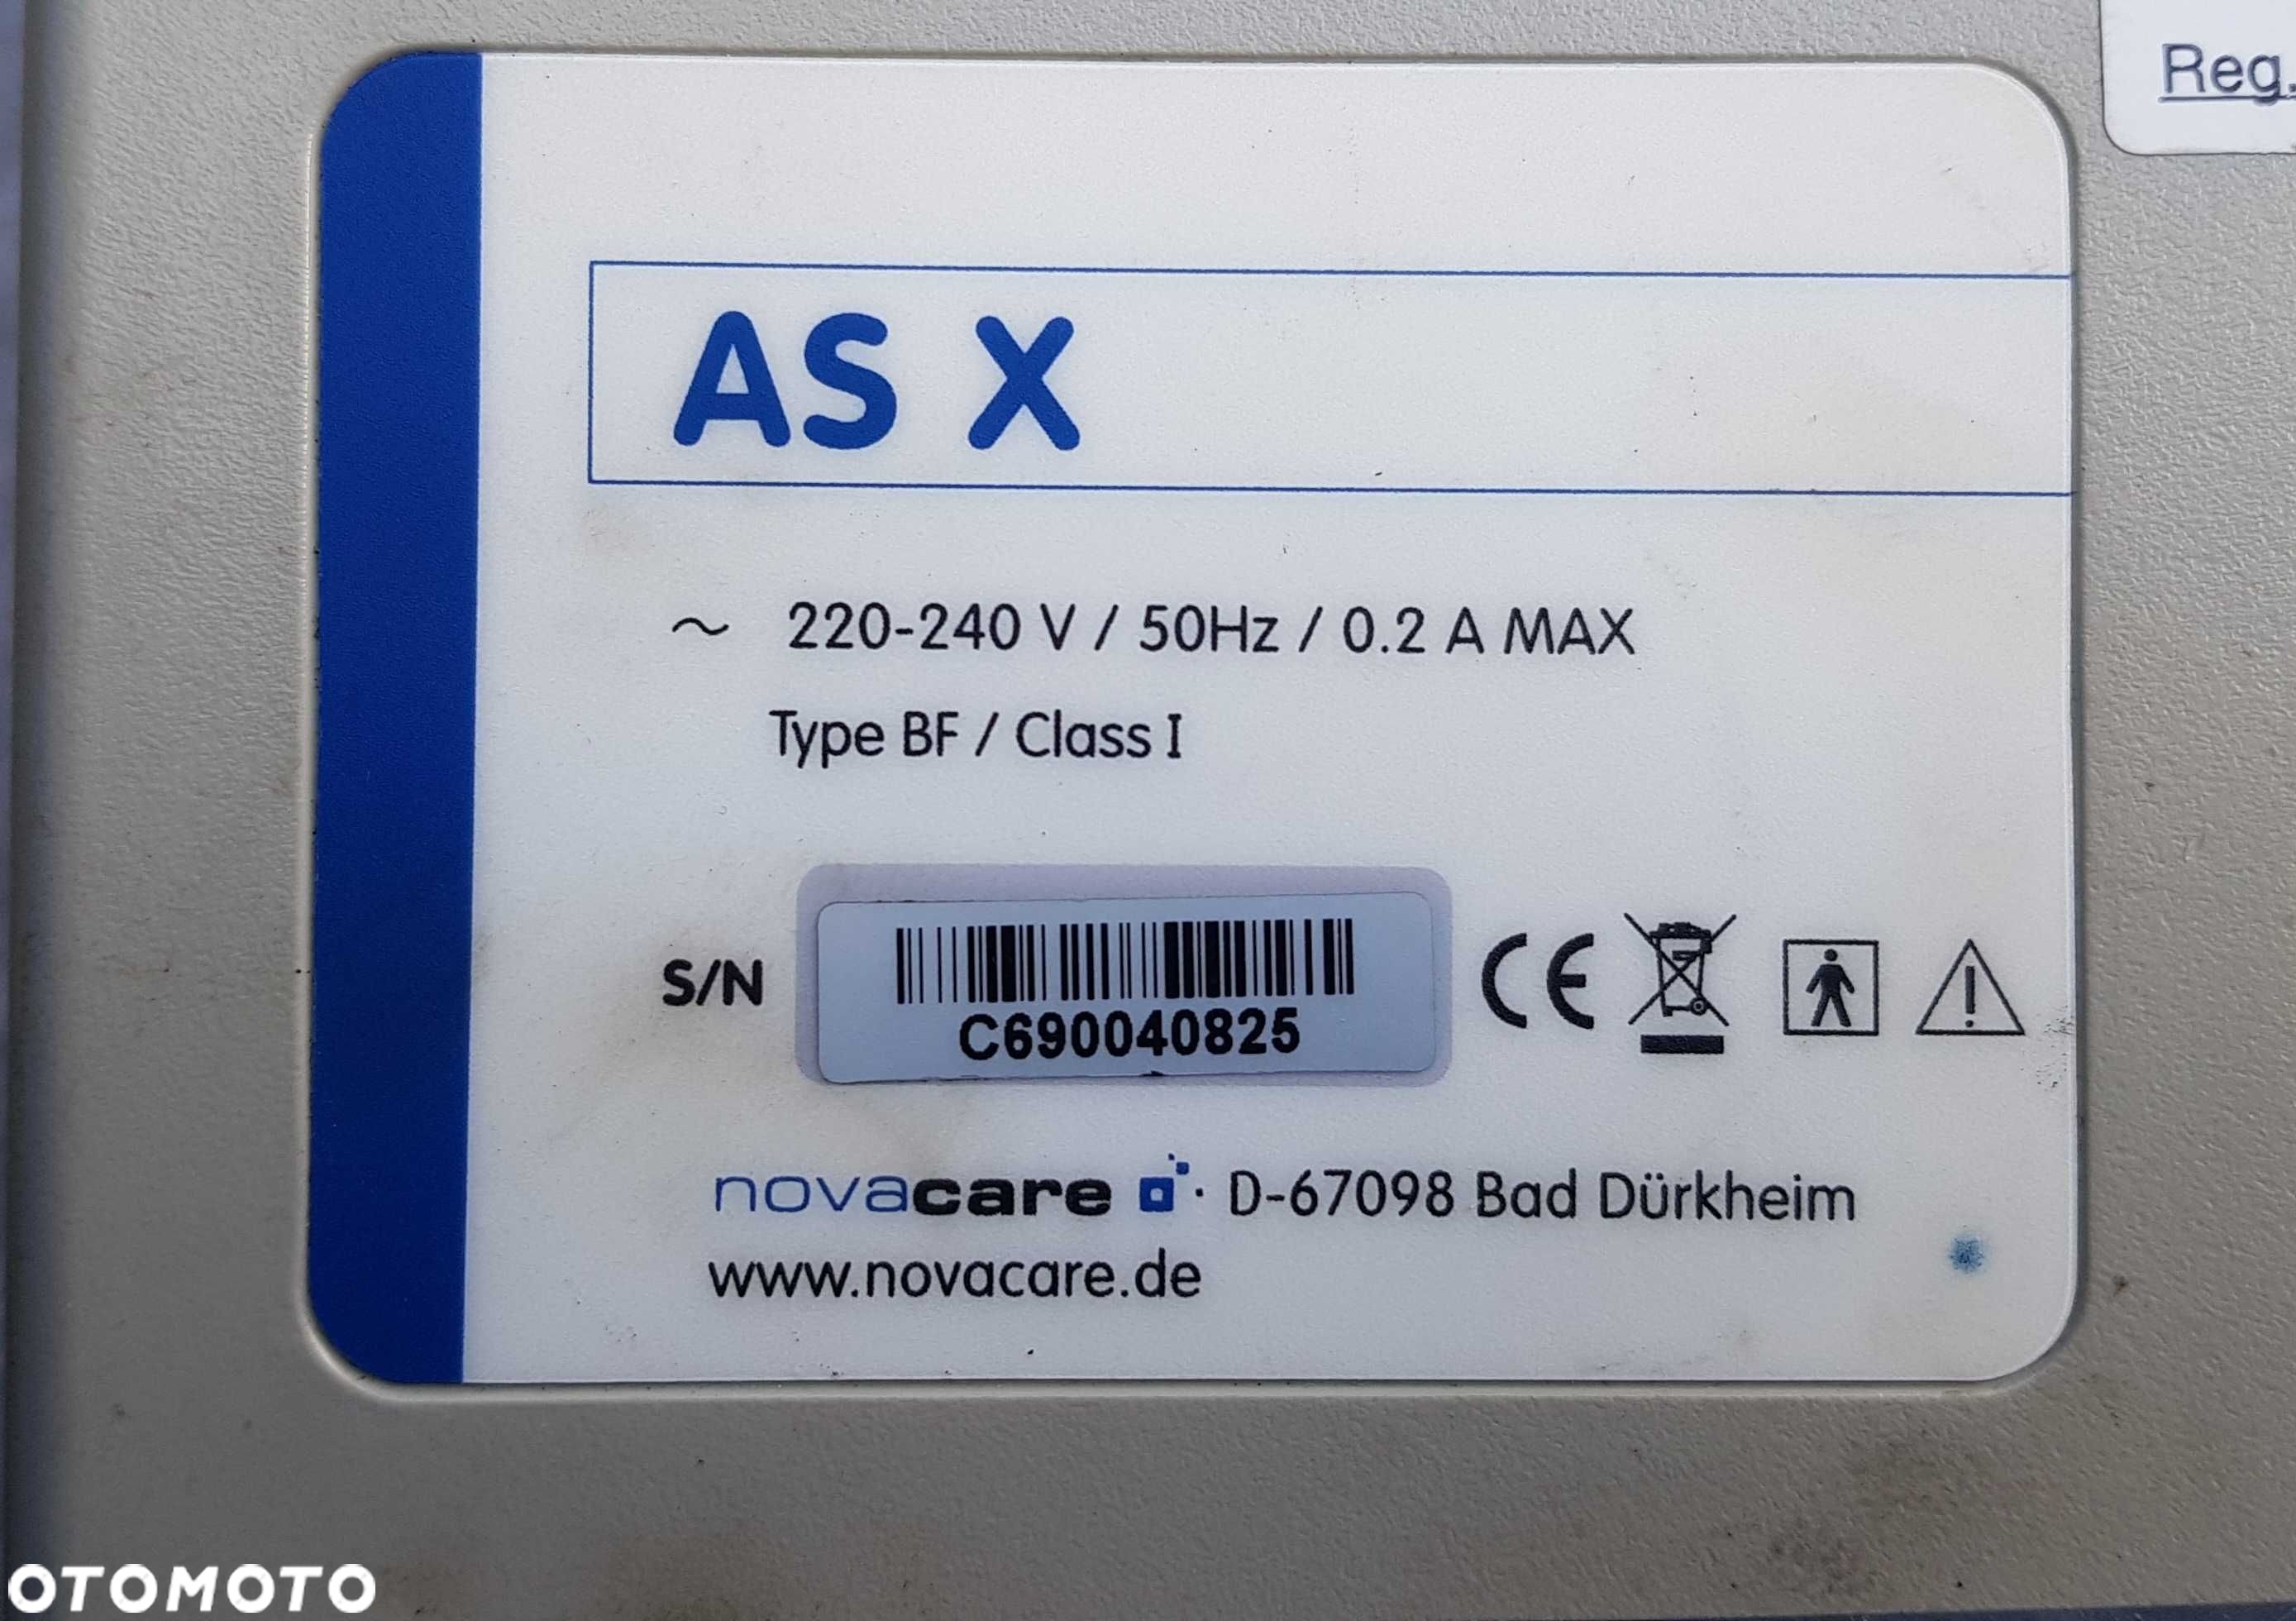 Reg.
AS X
~ 220-240 V / 50Hz / 0.2 A MAX
Type BF / Class I
S/N
C690040825
CE
novacare · D-67098 Bad Dürkheim
www.novacare.de
OTOMOTO